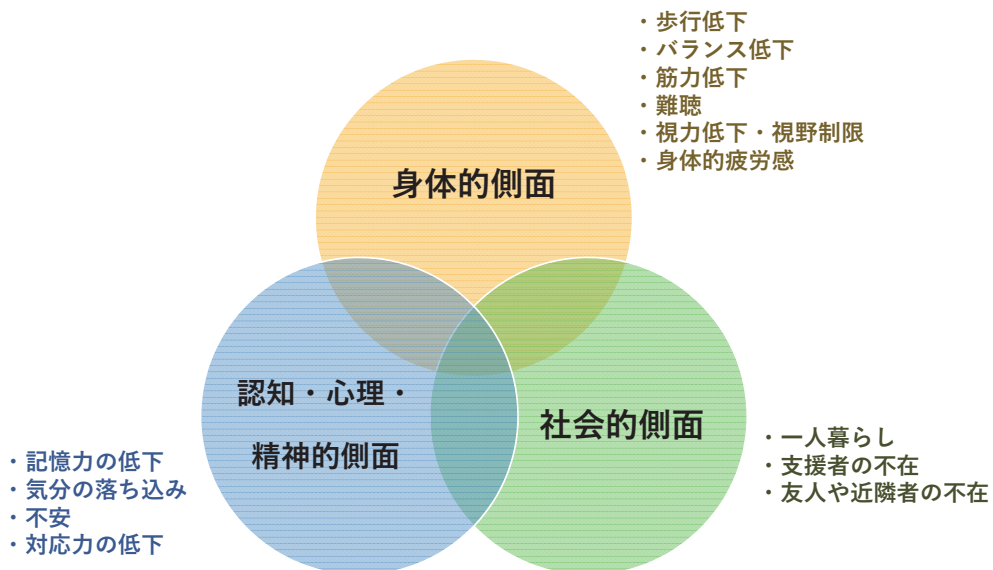 ・歩行低下
・バランス低下
・筋力低下
・難聴
・視力低下・視野制限
・身体的疲労感
身体的側面
認知・心理・
精神的側面
社会的側面
・記憶力の低下
・気分の落ち込み
・不安
・対応力の低下
・一人暮らし
・支援者の不在
・友人や近隣者の不在